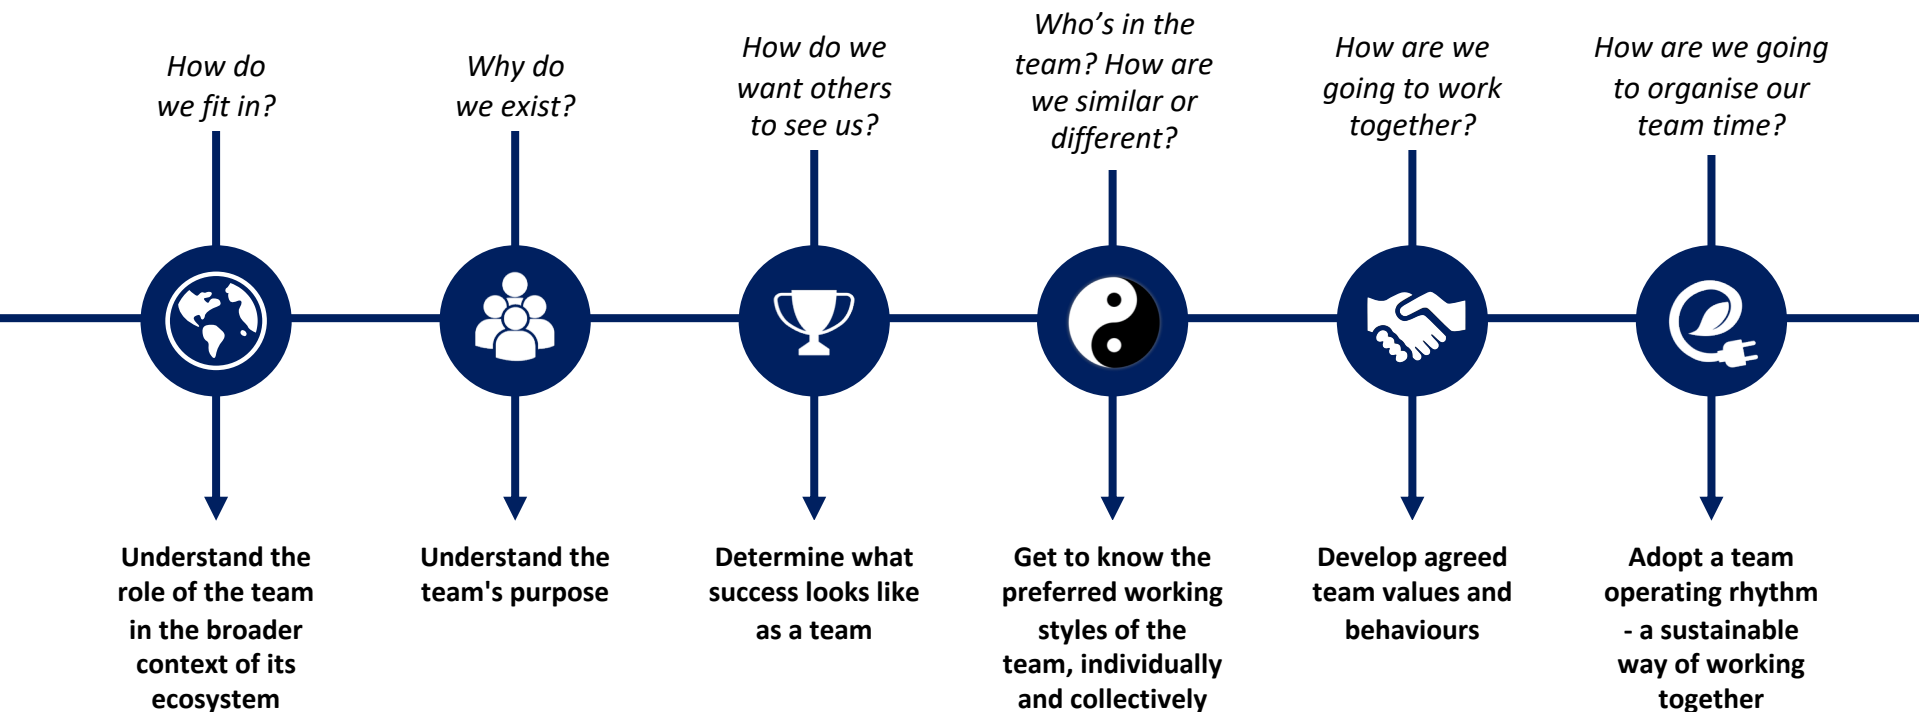 How do
we fit in?
Why do
we exist?
How do we
want others
to see us?
Who’s in the
team? How are
we similar or
different?
How are we
going to work
together?
How are we going
to organise our
team time?
Understand the
role of the team
in the broader
context of its
ecosystem
Understand the
team's purpose
Determine what
success looks like
as a team
Get to know the
preferred working
styles of the
team, individually
and collectively
Develop agreed
team values and
behaviours
Adopt a team
operating rhythm
- a sustainable
way of working
together